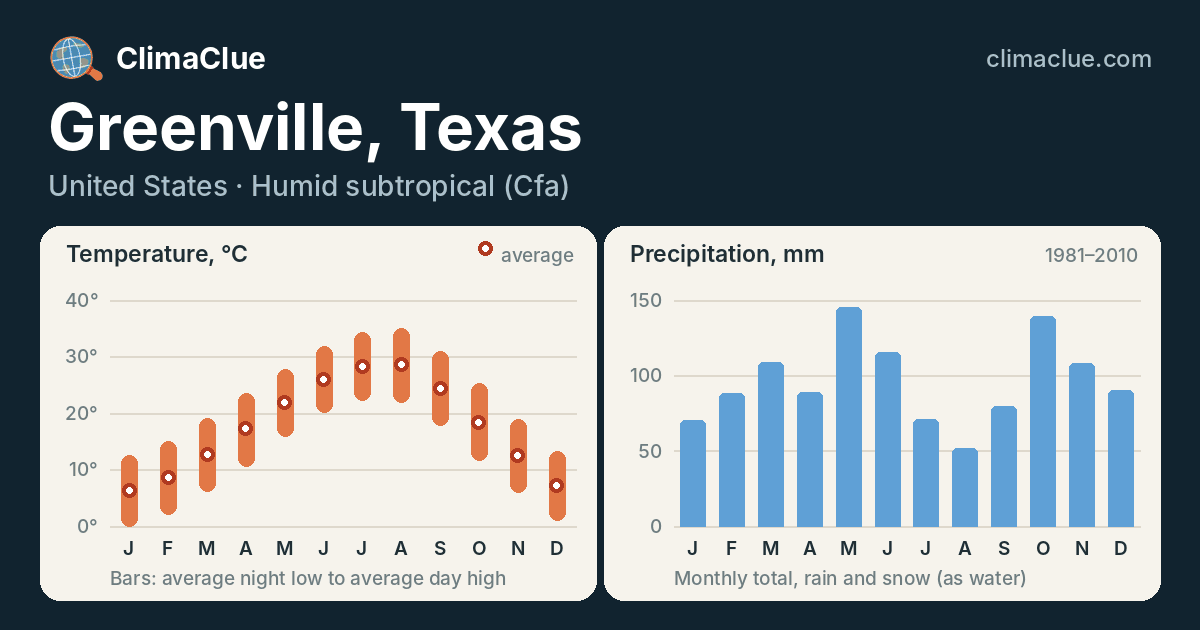 ClimaClue
climaclue.com
Greenville, Texas
United States · Humid subtropical (Cfa)
Temperature, °C
average
40°
30°
20°
10°
0°
J F M A M J J A S O N D
Bars: average night low to average day high
Precipitation, mm
1981–2010
150
100
50
0
J F M A M J J A S O N D
Monthly total, rain and snow (as water)